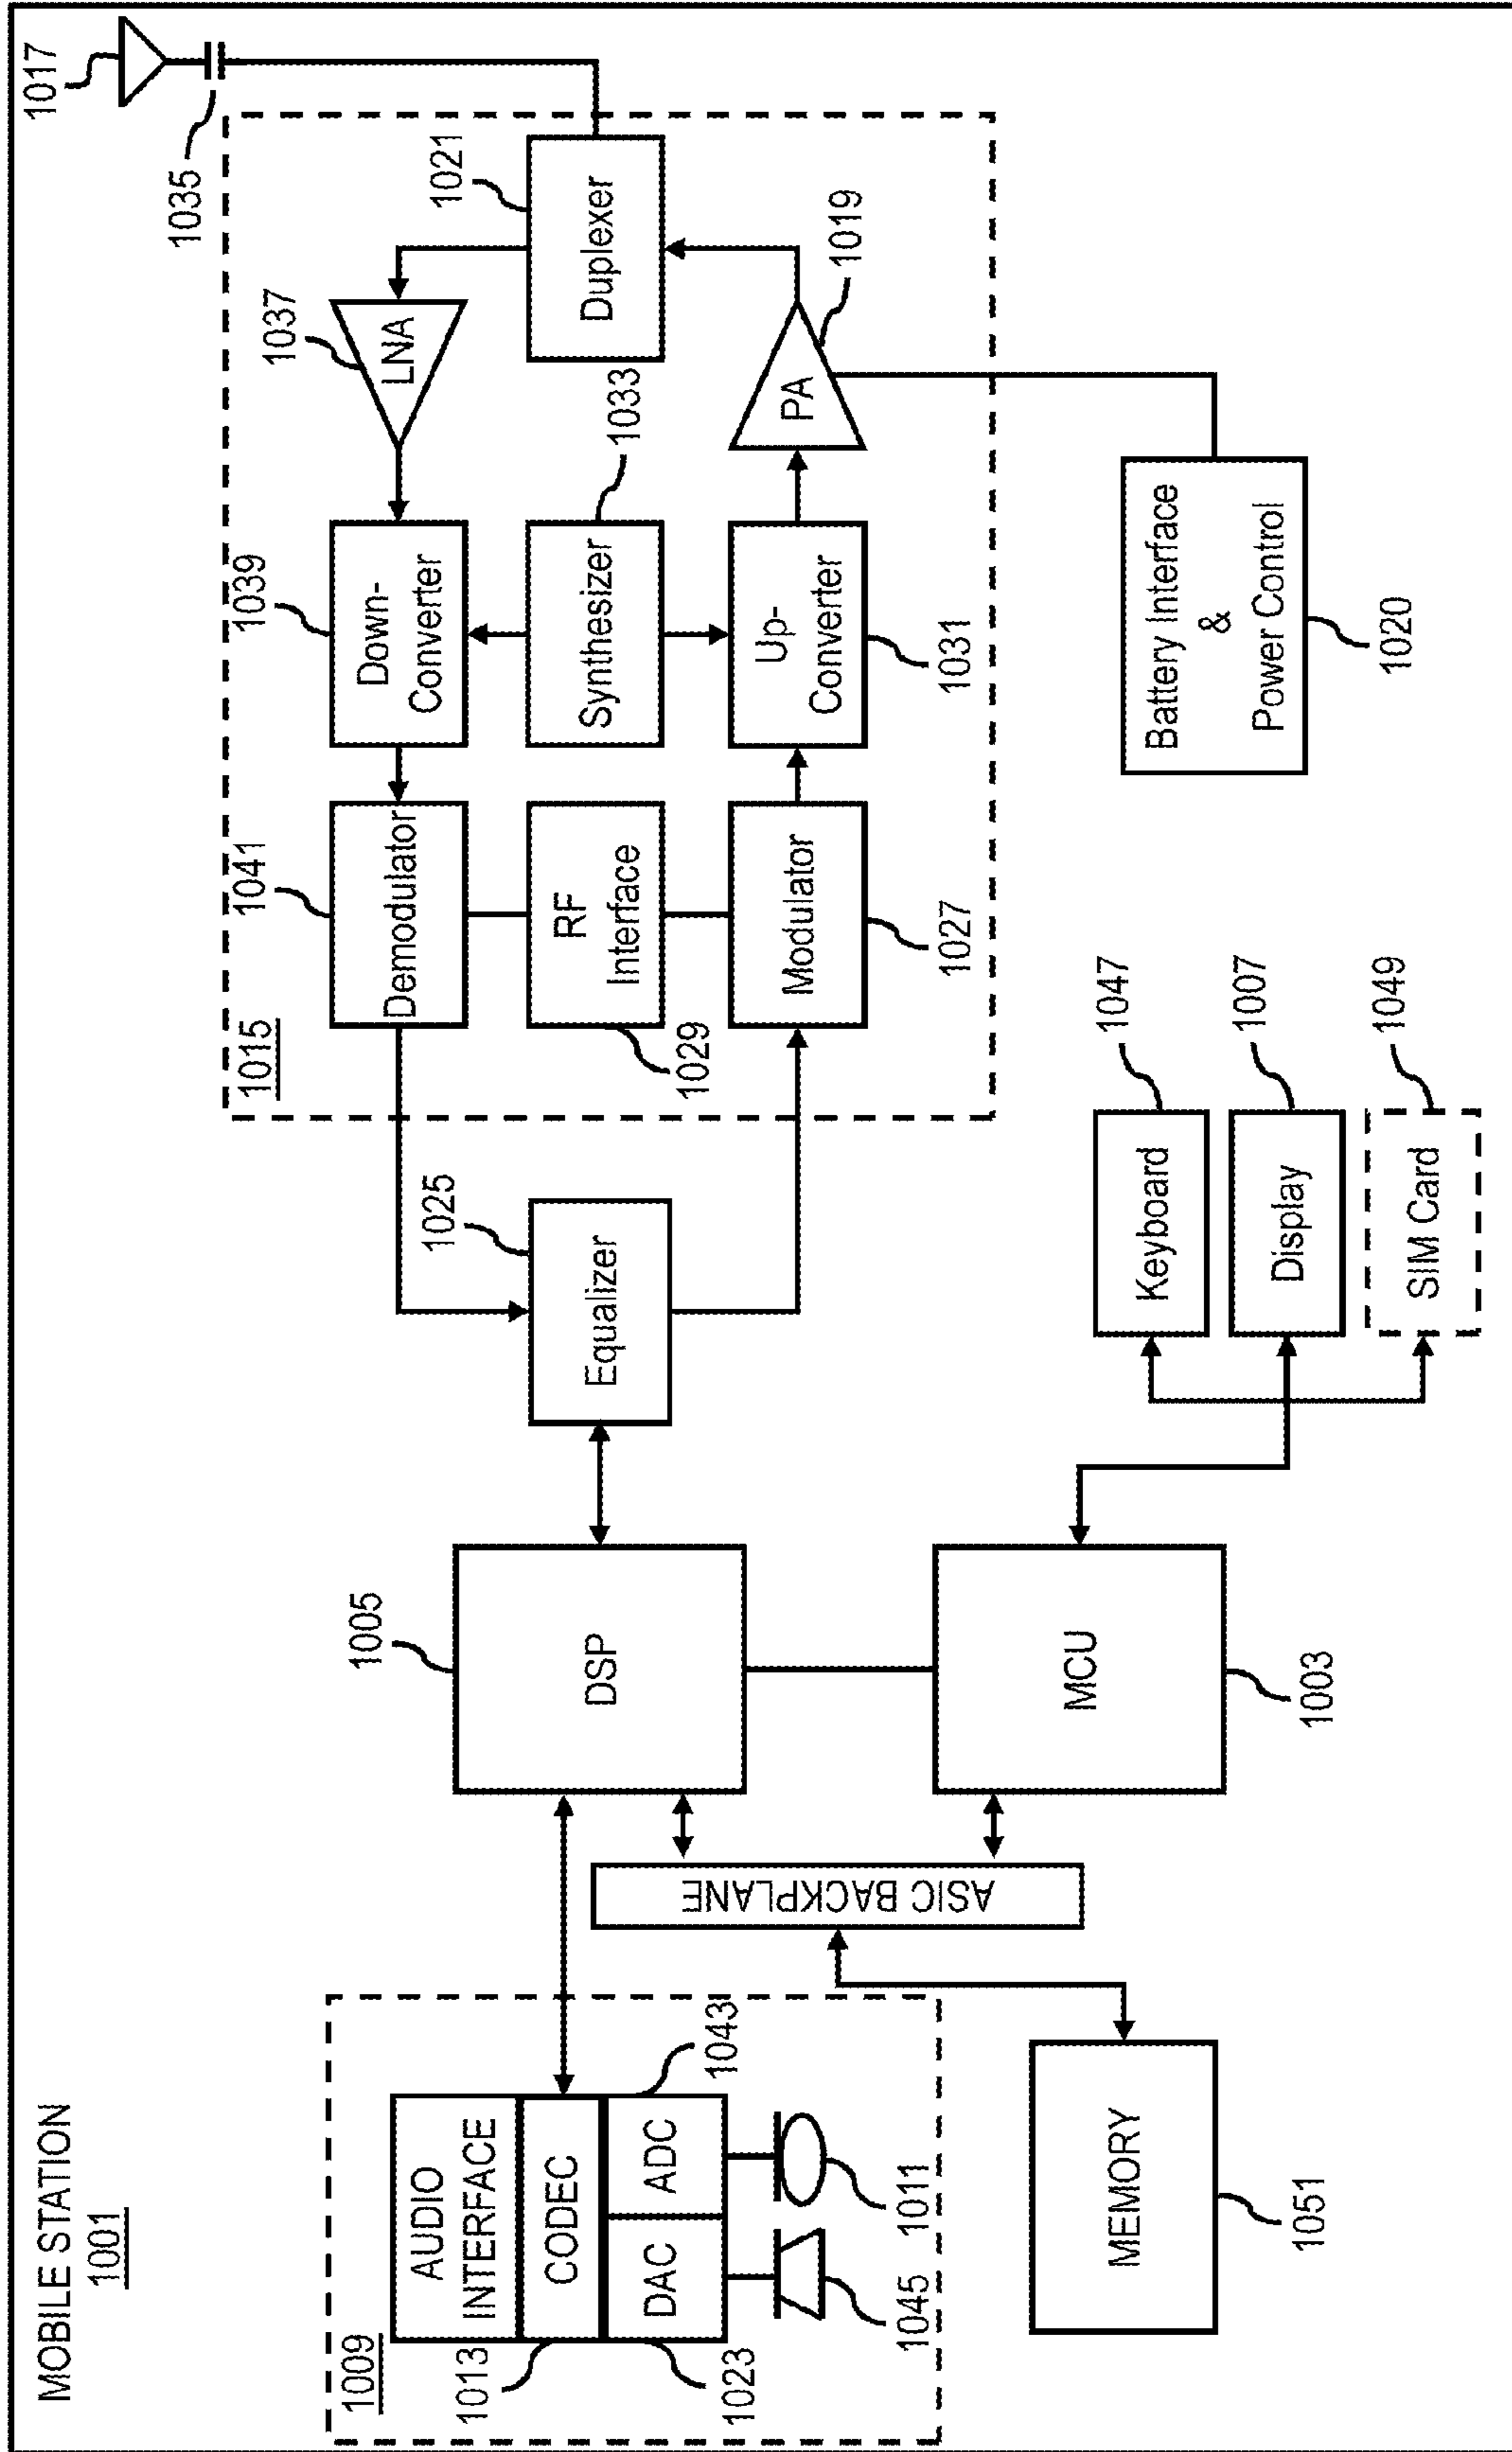 MOBILE STATION
1001
1009
AUDIO
INTERFACE
CODEC
1013
DAC
ADC
1023
1043
1045
1011
MEMORY
1051
ASIC BACKPLANE
DSP
1005
MCU
1003
Equalizer
1025
Keyboard
1047
Display
1007
SIM Card
1049
1015
Demodulator
1041
RF
Interface
1029
Modulator
1027
Down-
Converter
1039
Synthesizer
1033
Up-
Converter
1031
LNA
1037
PA
1019
Duplexer
1021
1035
1017
Battery Interface
&
Power Control
1020